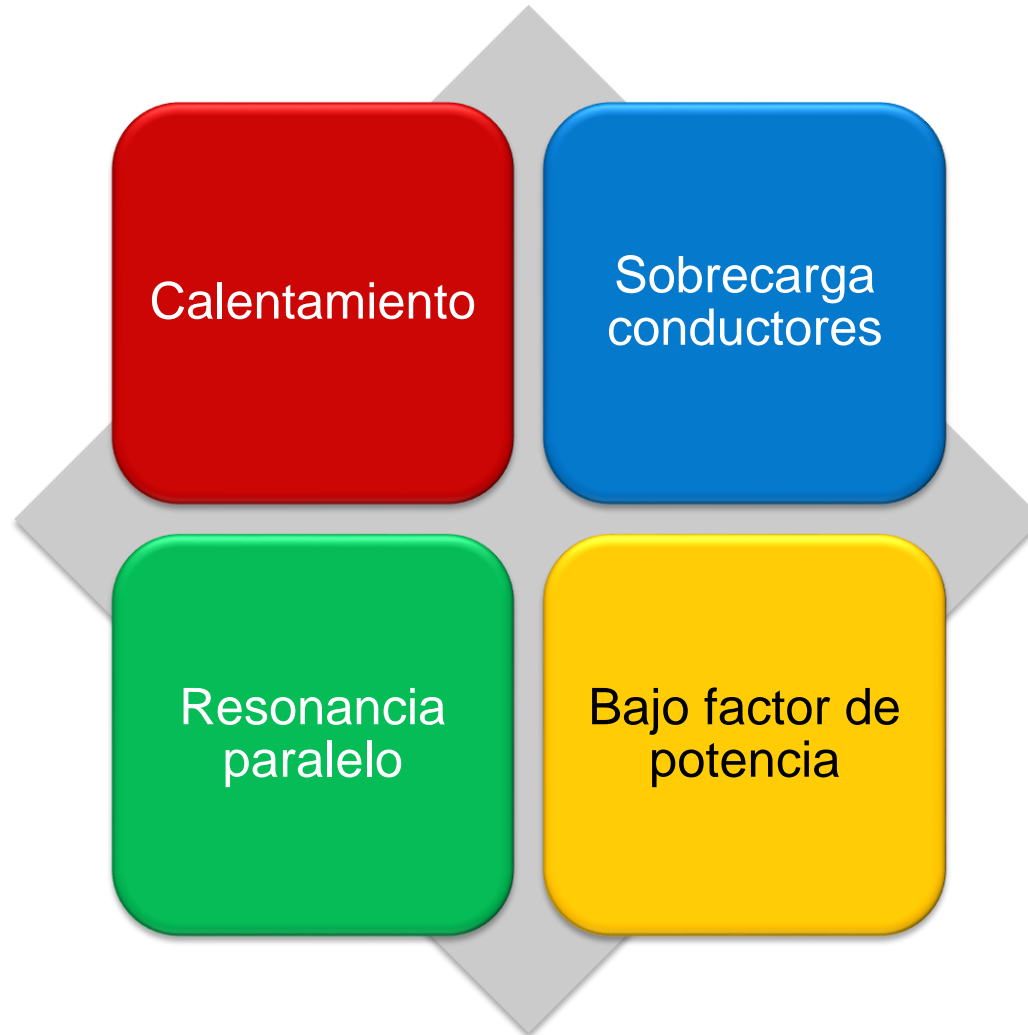 Calentamiento
Sobrecarga
conductores
Resonancia
paralelo
Bajo factor de
potencia